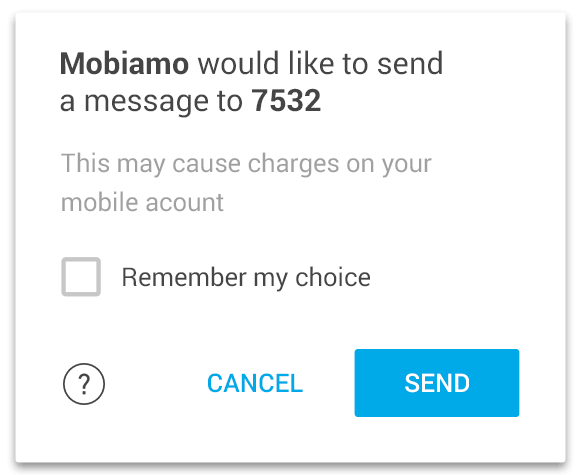 Mobiamo would like to send
a message to 7532
This may cause charges on your
mobile acount
Remember my choice
?
CANCEL
SEND